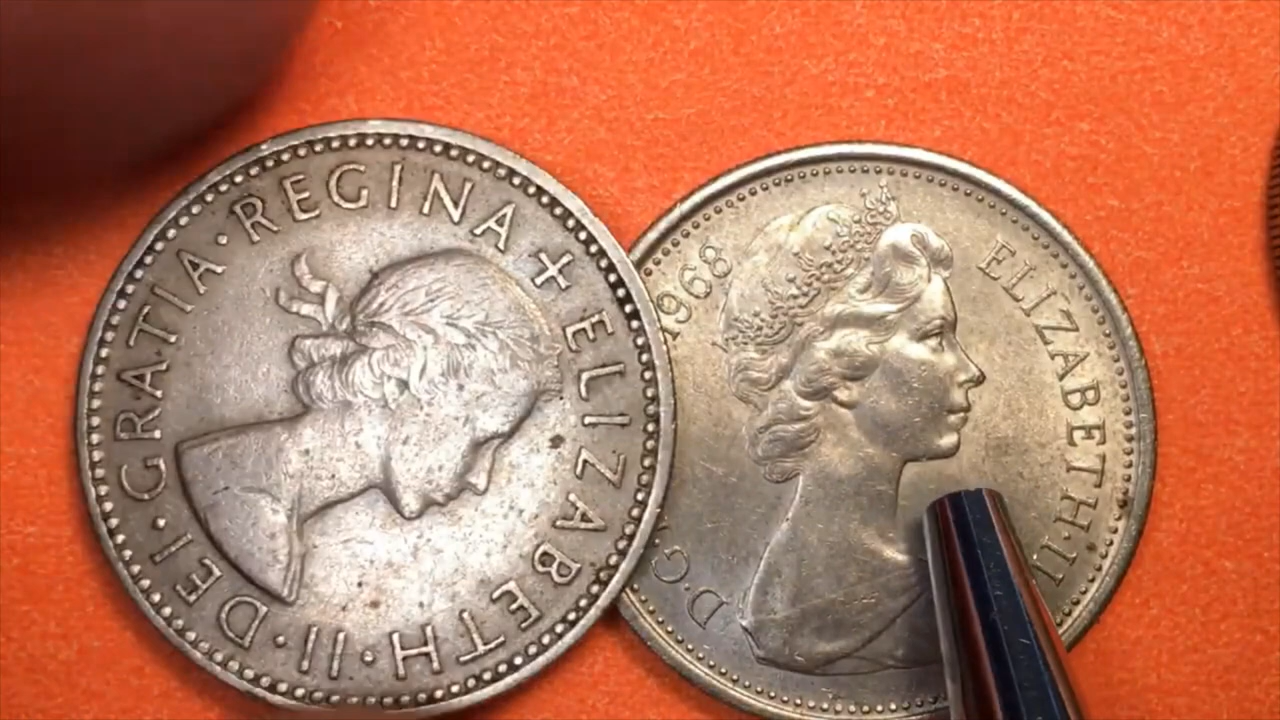 ELIZABETH·II·DEI·GRATIA·REGINA+
D·G
1968
ELIZABETH·II